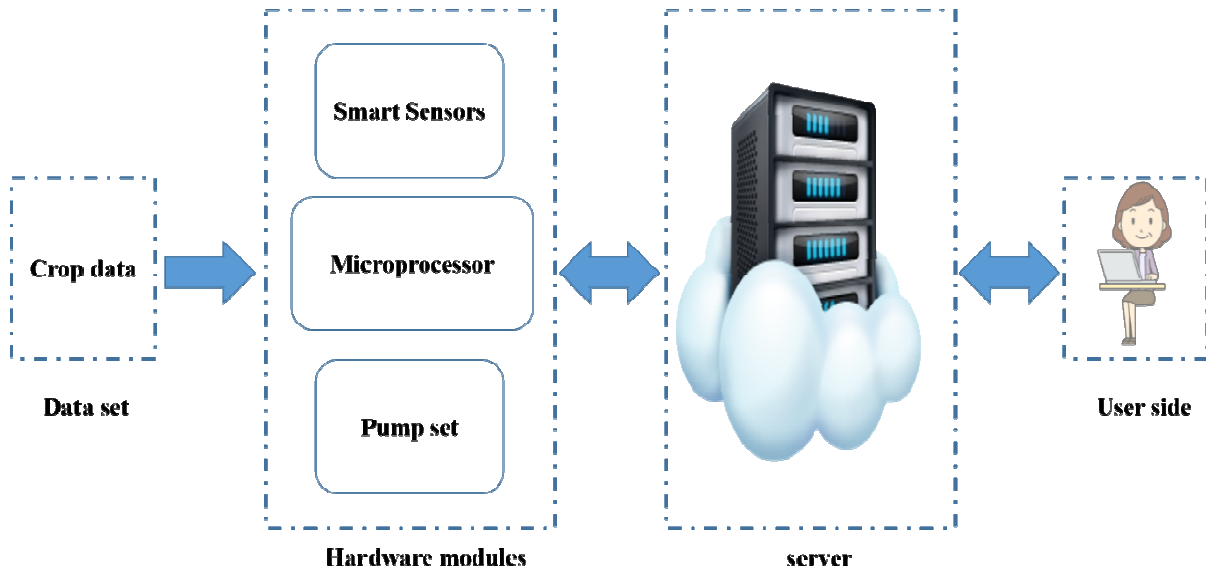 Smart Sensors
Crop data
Microprocessor
Pump set
Data set
Hardware modules
server
User side